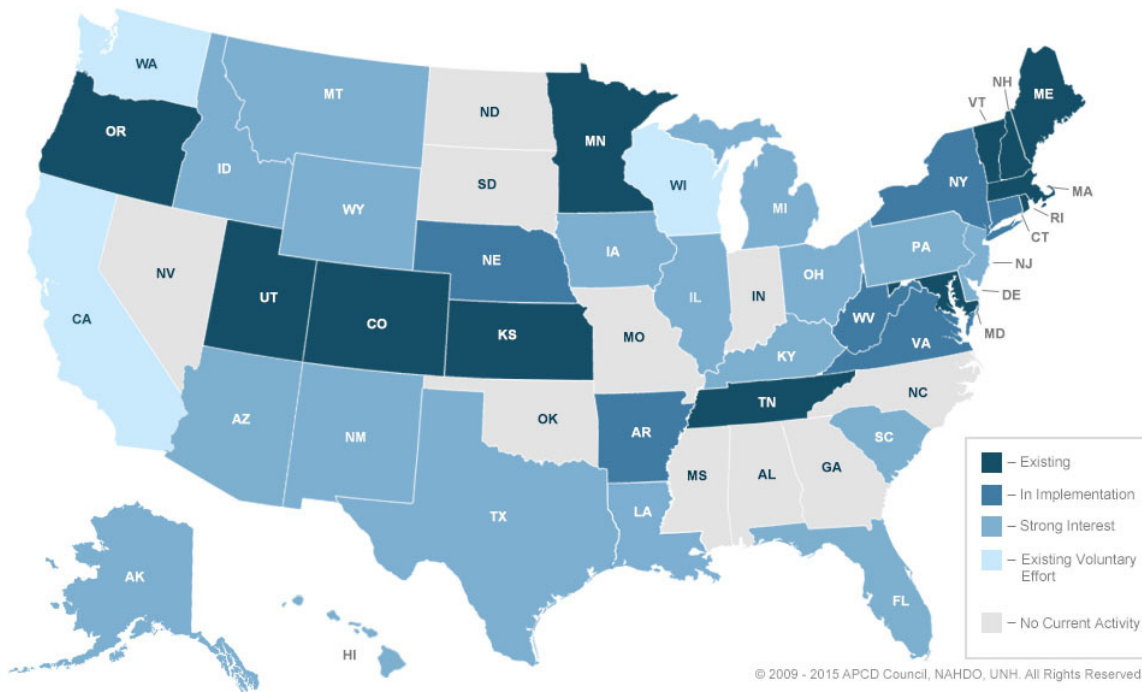 WA
NH
ME
MT
ND
VT
OR
MN
ID
SD
WI
NY
MA
WY
MI
RI
CT
IA
PA
NE
NJ
NV
OH
IL
IN
DE
UT
CA
CO
WV
MD
KS
MO
VA
KY
NC
TN
AZ
OK
NM
AR
SC
MS
AL
GA
LA
TX
AK
FL
HI
– Existing
– In Implementation
– Strong Interest
– Existing Voluntary
Effort
– No Current Activity
© 2009 - 2015 APCD Council, NAHDO, UNH. All Rights Reserved